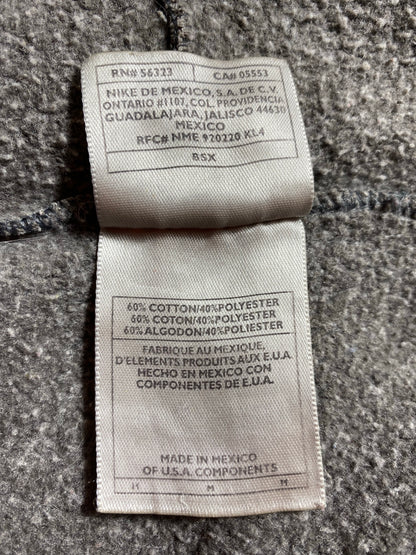 RN# 56323 CA# 05553
NIKE DE MEXICO, S.A. DE C.V.
ONTARIO #1107, COL. PROVIDENCIA
GUADALAJARA, JALISCO 44630
MEXICO
RFC# NME 920220 KL4
BSX
60% COTTON/40%POLYESTER
60% COTON/40%POLYESTER
60% ALGODON/40%POLIESTER
FABRIQUE AU MEXIQUE,
D'ELEMENTS PRODUITS AUX E.U.A.
HECHO EN MEXICO CON
COMPONENTES DE E.U.A.
MADE IN MEXICO
OF U.S.A. COMPONENTS
M M M